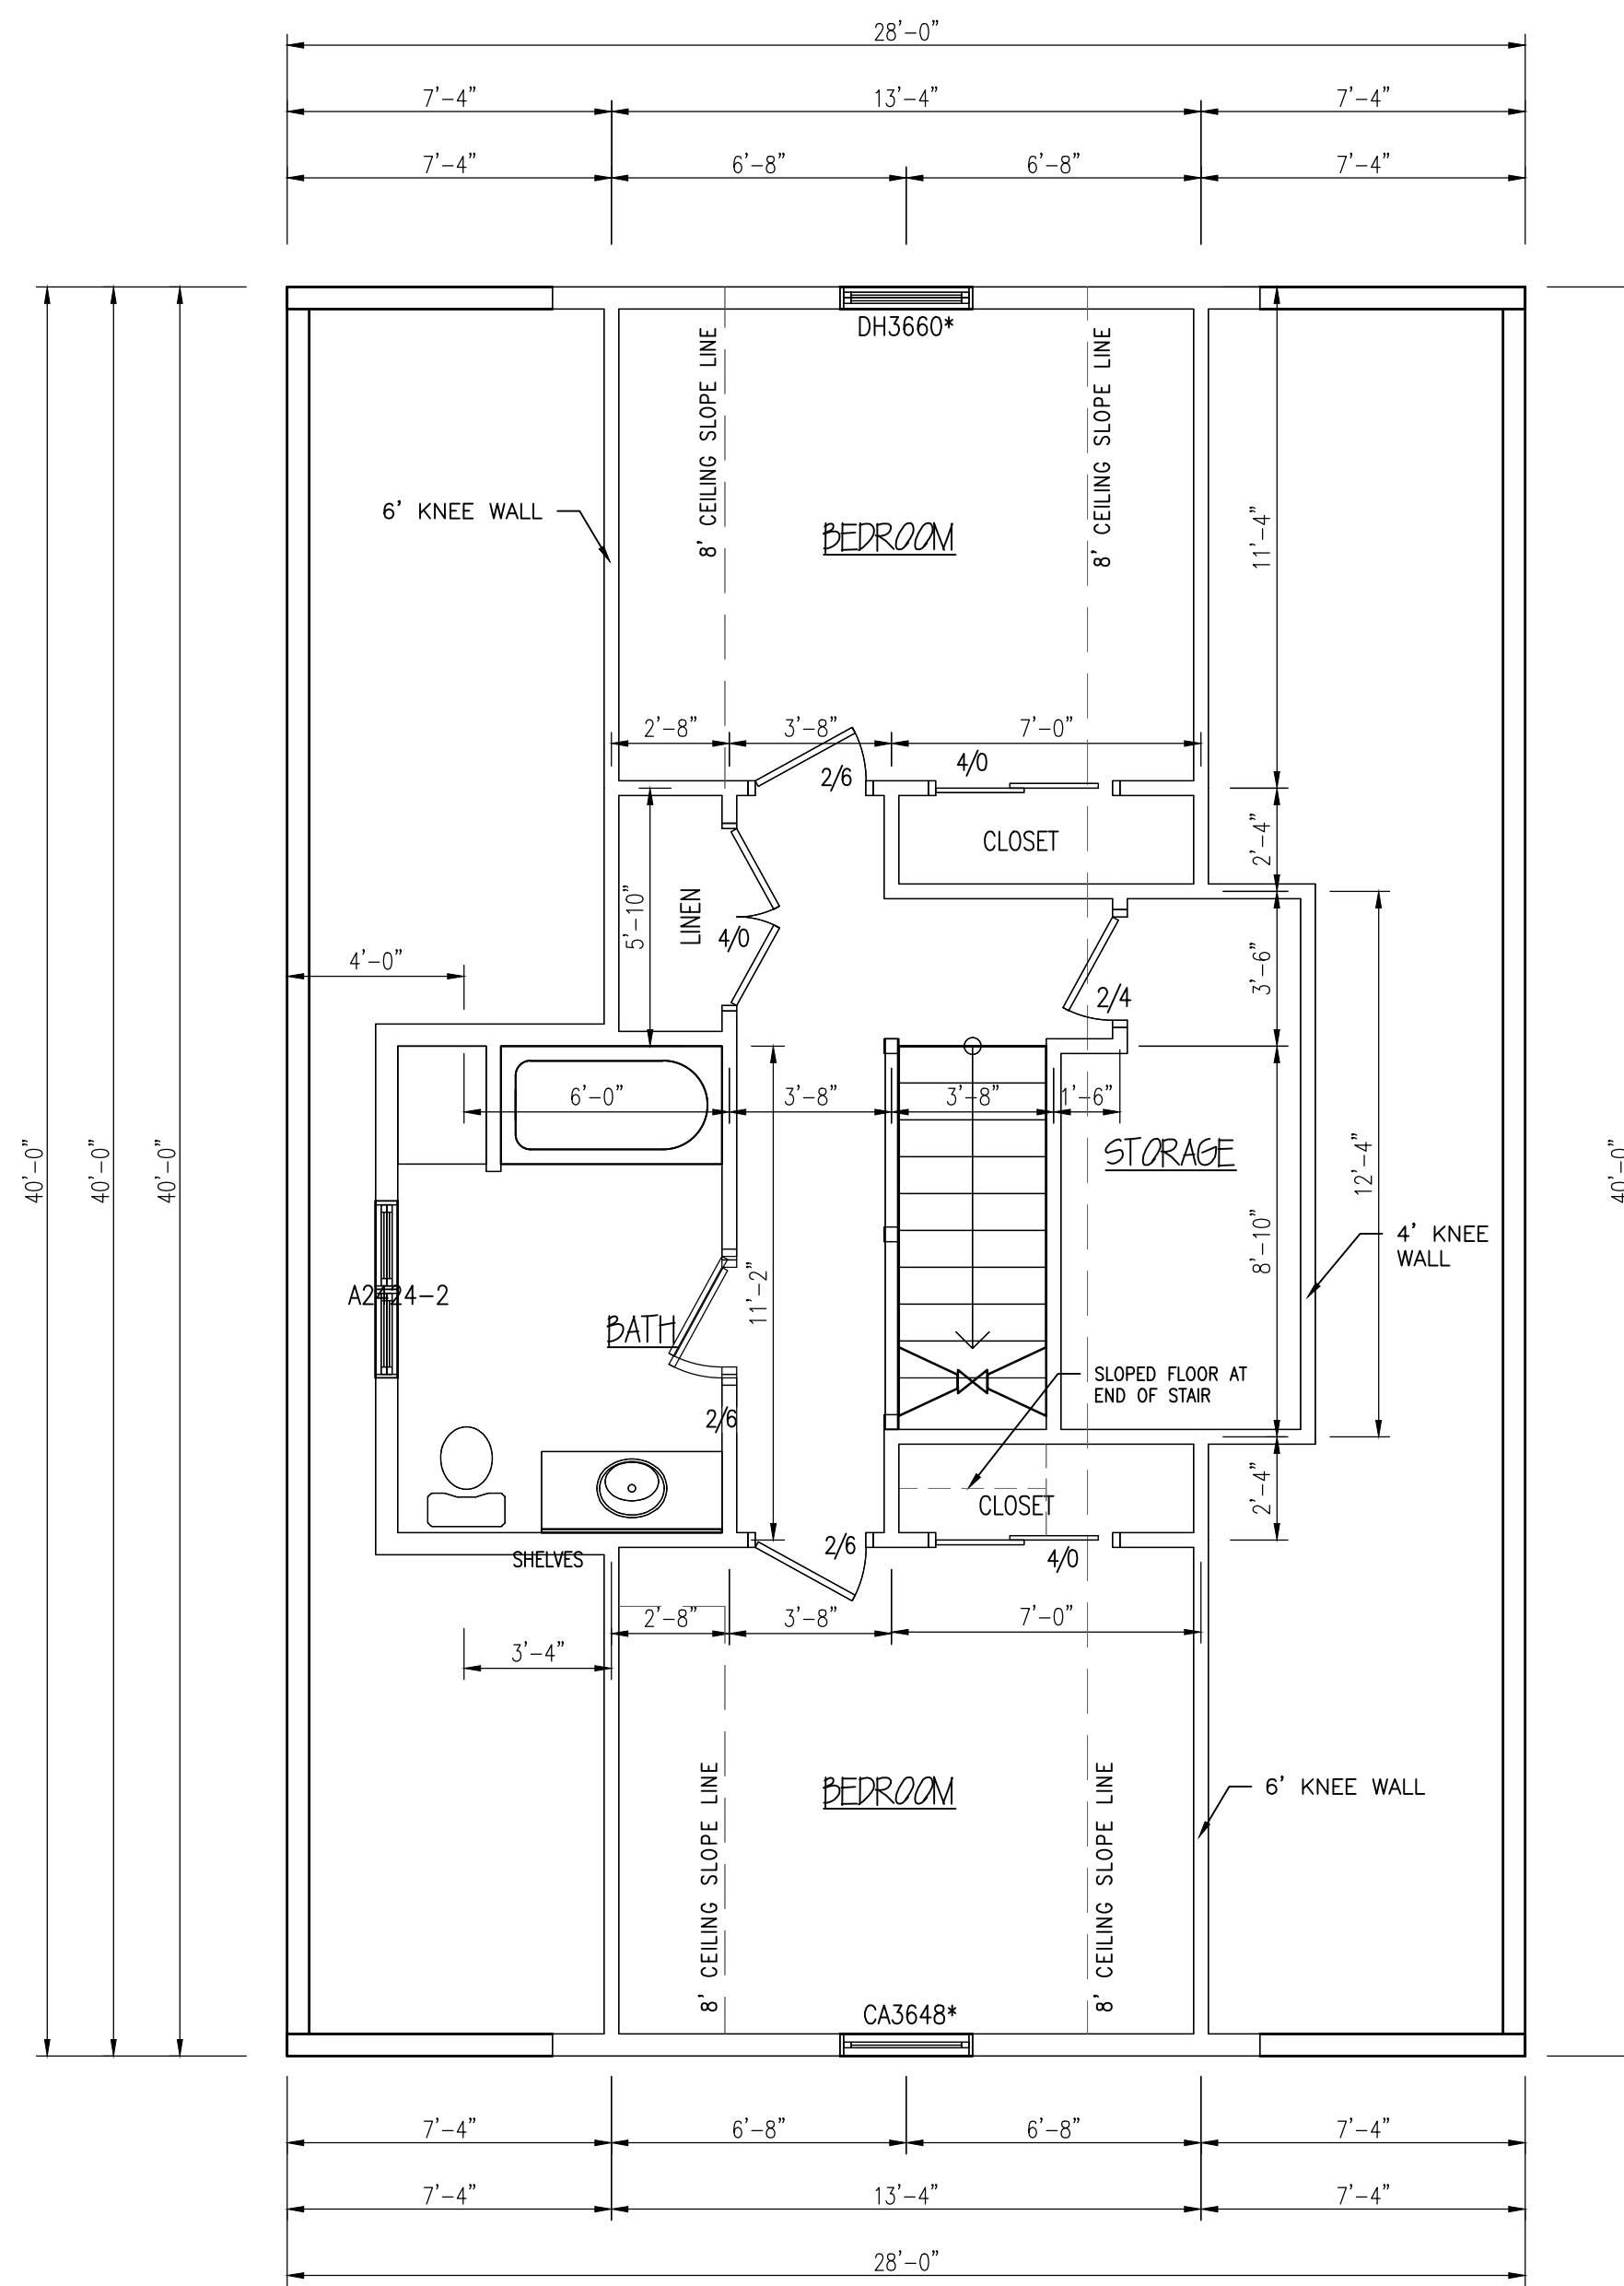 28'-0"
7'-4" 13'-4" 7'-4"
7'-4" 6'-8" 6'-8" 7'-4"
DH3660*
8' CEILING SLOPE LINE
8' CEILING SLOPE LINE
6' KNEE WALL
BEDROOM
11'-4"
2'-8" 3'-8" 7'-0"
2/6
4/0
CLOSET
2'-4"
5'-10"
LINEN
4/0
4'-0"
3'-6"
2/4
6'-0" 3'-8" 3'-8" 1'-6"
40'-0"
40'-0"
40'-0"
STORAGE
12'-4"
40'-0"
8'-10"
4' KNEE
WALL
A2424-2
11'-2"
BATH
SLOPED FLOOR AT
END OF STAIR
2/6
2'-4"
CLOSET
SHELVES
2/6
4/0
2'-8" 3'-8" 7'-0"
3'-4"
8' CEILING SLOPE LINE
8' CEILING SLOPE LINE
BEDROOM
6' KNEE WALL
CA3648*
7'-4" 6'-8" 6'-8" 7'-4"
7'-4" 13'-4" 7'-4"
28'-0"